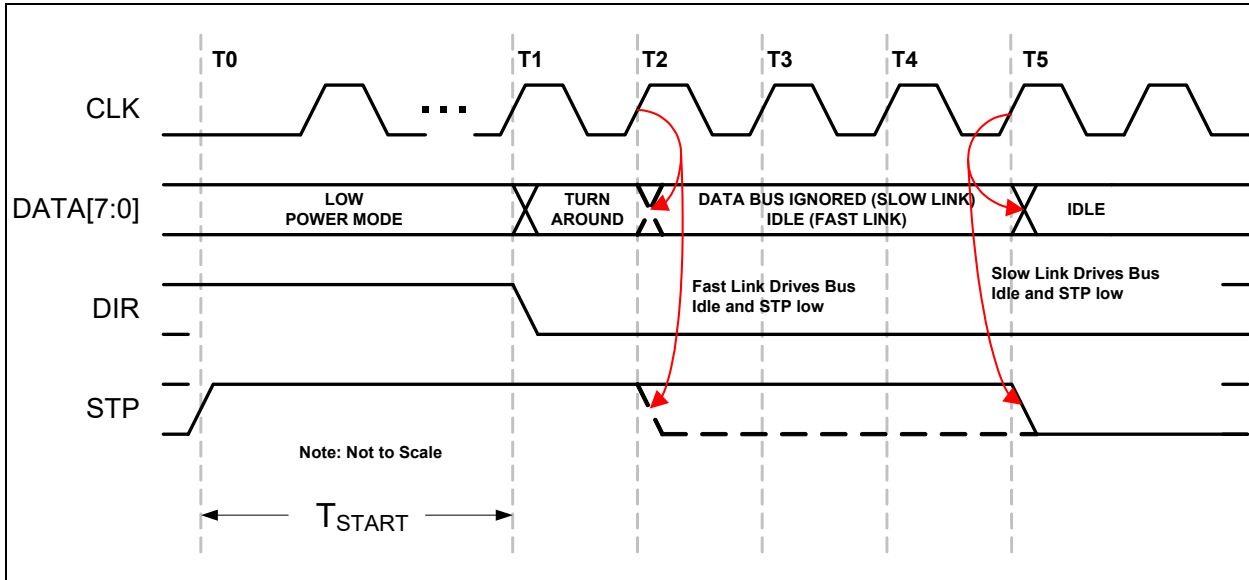 T0
T1
T2
T3
T4
T5
CLK
DATA[7:0]
LOW
POWER MODE
TURN
AROUND
DATA BUS IGNORED (SLOW LINK)
IDLE (FAST LINK)
IDLE
DIR
Fast Link Drives Bus
Idle and STP low
Slow Link Drives Bus
Idle and STP low
STP
Note: Not to Scale
TSTART